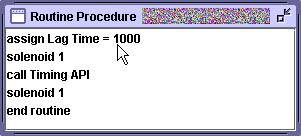 Routine Procedure
assign Lag Time = 1000
solenoid 1
call Timing API
solenoid 1
end routine